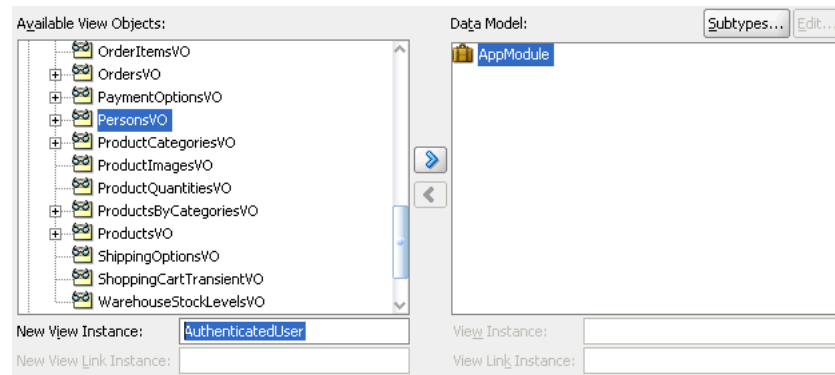 Available View Objects:
Data Model:
Subtypes...
Edit...
OrderItemsVO
OrdersVO
PaymentOptionsVO
PersonsVO
ProductCategoriesVO
ProductImagesVO
ProductQuantitiesVO
ProductsByCategoriesVO
ProductsVO
ShippingOptionsVO
ShoppingCartTransientVO
WarehouseStockLevelsVO
AppModule
New View Instance:
AuthenticatedUser
New View Link Instance:
View Instance:
View Link Instance: